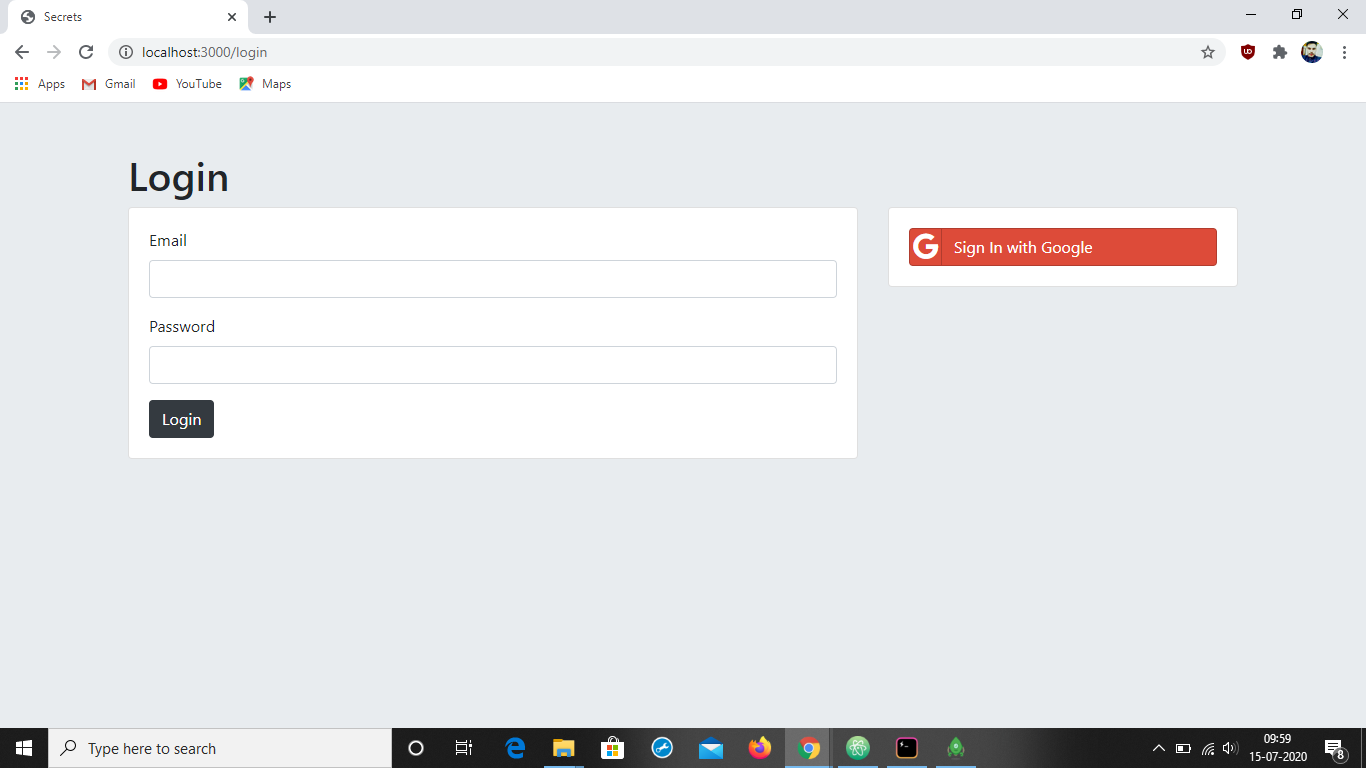 Secrets
localhost:3000/login
Apps Gmail YouTube Maps
Login
Email
Password
Login
G Sign In with Google
Type here to search
09:59
15-07-2020
8